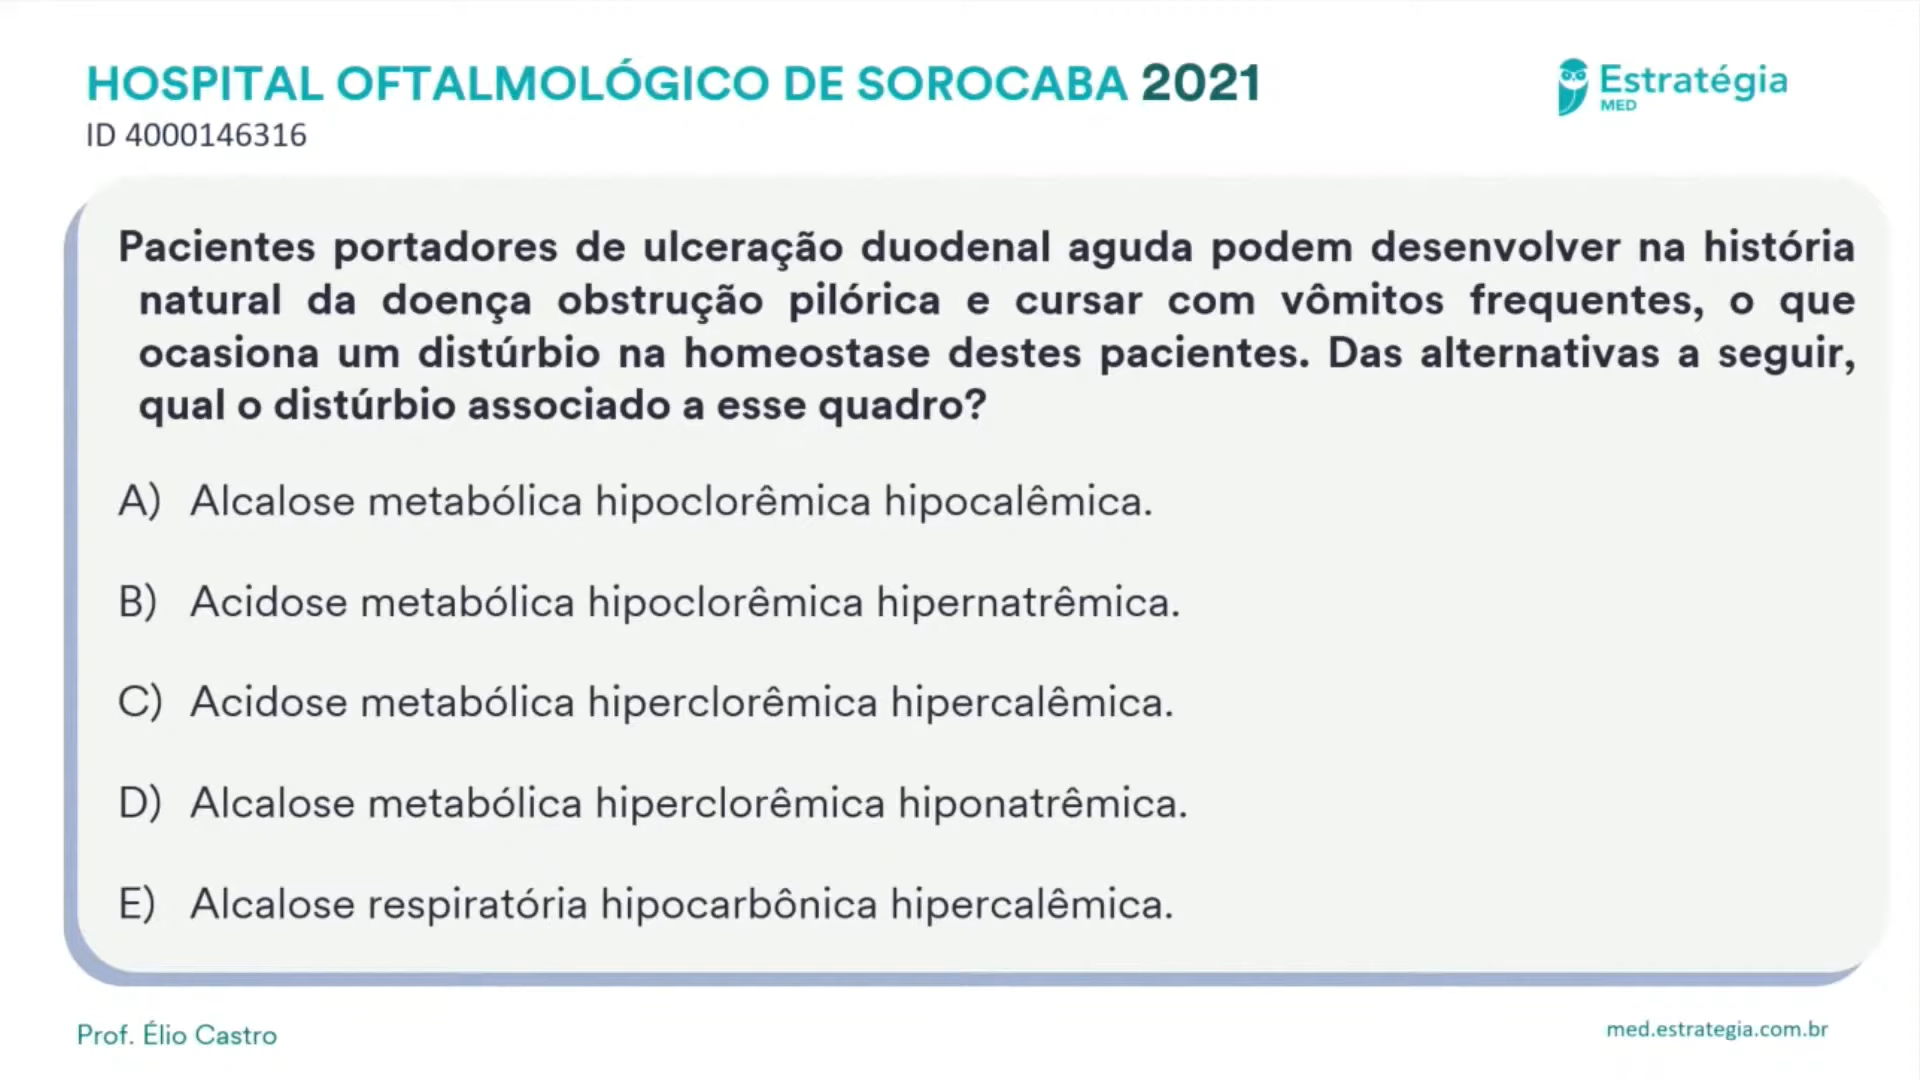 HOSPITAL OFTALMOLÓGICO DE SOROCABA 2021
ID 4000146316
Estratégia
MED
Pacientes portadores de ulceração duodenal aguda podem desenvolver na história
natural da doença obstrução pilórica e cursar com vômitos frequentes, o que
ocasiona um distúrbio na homeostase destes pacientes. Das alternativas a seguir,
qual o distúrbio associado a esse quadro?
A) Alcalose metabólica hipoclorêmica hipocalêmica.
B) Acidose metabólica hipoclorêmica hipernatrêmica.
C) Acidose metabólica hiperclorêmica hipercalêmica.
D) Alcalose metabólica hiperclorêmica hiponatrêmica.
E) Alcalose respiratória hipocarbônica hipercalêmica.
Prof. Élio Castro
med.estrategia.com.br